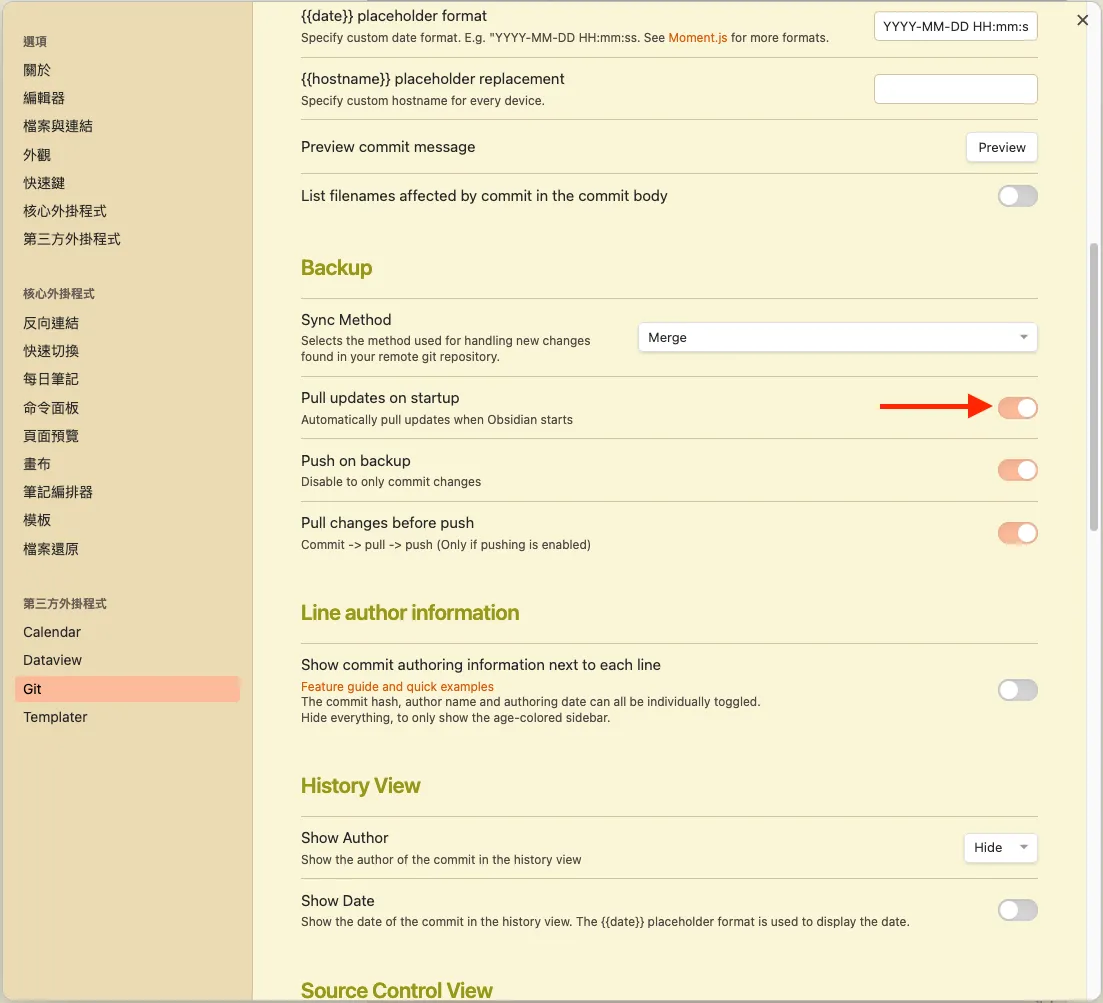 選項
關於
編輯器
檔案與連結
外觀
快速鍵
核心外掛程式
第三方外掛程式
核心外掛程式
反向連結
快速切換
每日筆記
命令面板
頁面預覽
畫布
筆記編排器
模板
檔案還原
第三方外掛程式
Calendar
Dataview
Git
Templater
{{date}} placeholder format
Specify custom date format. E.g. "YYYY-MM-DD HH:mm:ss. See Moment.js for more formats.
YYYY-MM-DD HH:mm:s
{{hostname}} placeholder replacement
Specify custom hostname for every device.
Preview commit message
Preview
List filenames affected by commit in the commit body
Backup
Sync Method
Selects the method used for handling new changes
found in your remote git repository.
Merge
Pull updates on startup
Automatically pull updates when Obsidian starts
Push on backup
Disable to only commit changes
Pull changes before push
Commit -> pull -> push (Only if pushing is enabled)
Line author information
Show commit authoring information next to each line
Feature guide and quick examples
The commit hash, author name and authoring date can all be individually toggled.
Hide everything, to only show the age-colored sidebar.
History View
Show Author
Show the author of the commit in the history view
Hide
Show Date
Show the date of the commit in the history view. The {{date}} placeholder format is used to display the date.
Source Control View